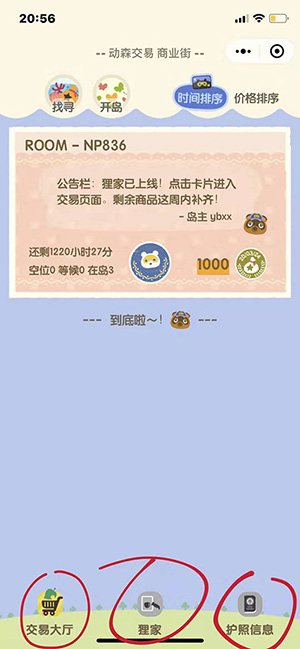 20:56
-- 动森交易 商业街 --
找寻 开岛 时间排序 价格排序
ROOM - NP836
公告栏：狸家已上线！点击卡片进入
交易页面。剩余商品这周内补齐！
- 岛主 ybxx
还剩1220小时27分
空位0 等候0 在岛3
1000
--- 到底啦~！ ---
交易大厅 狸家 护照信息